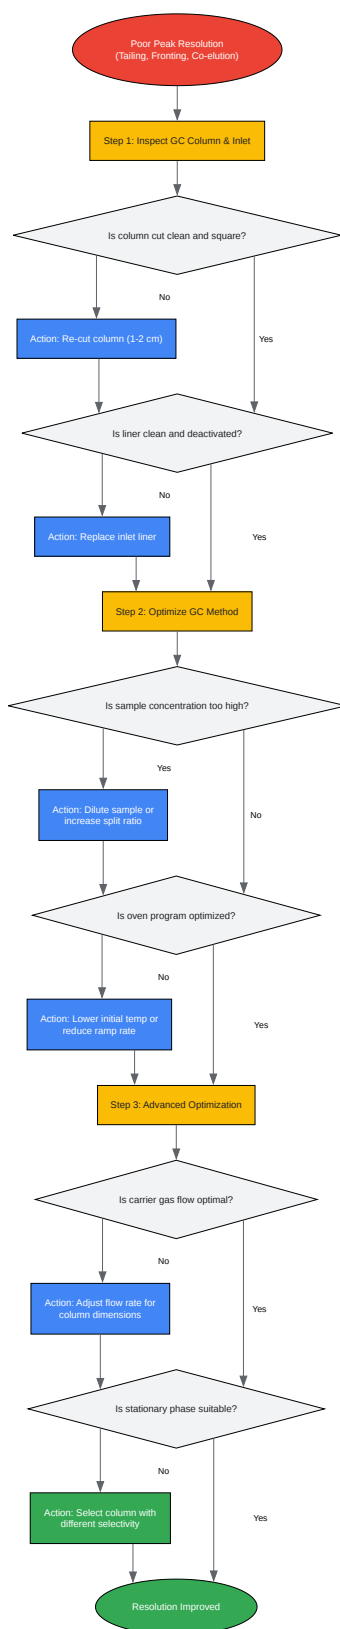 Poor Peak Resolution
(Tailing, Fronting, Co-elution)
Step 1: Inspect GC Column & Inlet
Is column cut clean and square?
No
Action: Re-cut column (1-2 cm)
Yes
Is liner clean and deactivated?
No
Action: Replace inlet liner
Yes
Step 2: Optimize GC Method
Is sample concentration too high?
Yes
Action: Dilute sample or
increase split ratio
No
Is oven program optimized?
No
Action: Lower initial temp or
reduce ramp rate
Yes
Step 3: Advanced Optimization
Is carrier gas flow optimal?
No
Action: Adjust flow rate for
column dimensions
Yes
Is stationary phase suitable?
No
Action: Select column with
different selectivity
Yes
Resolution Improved